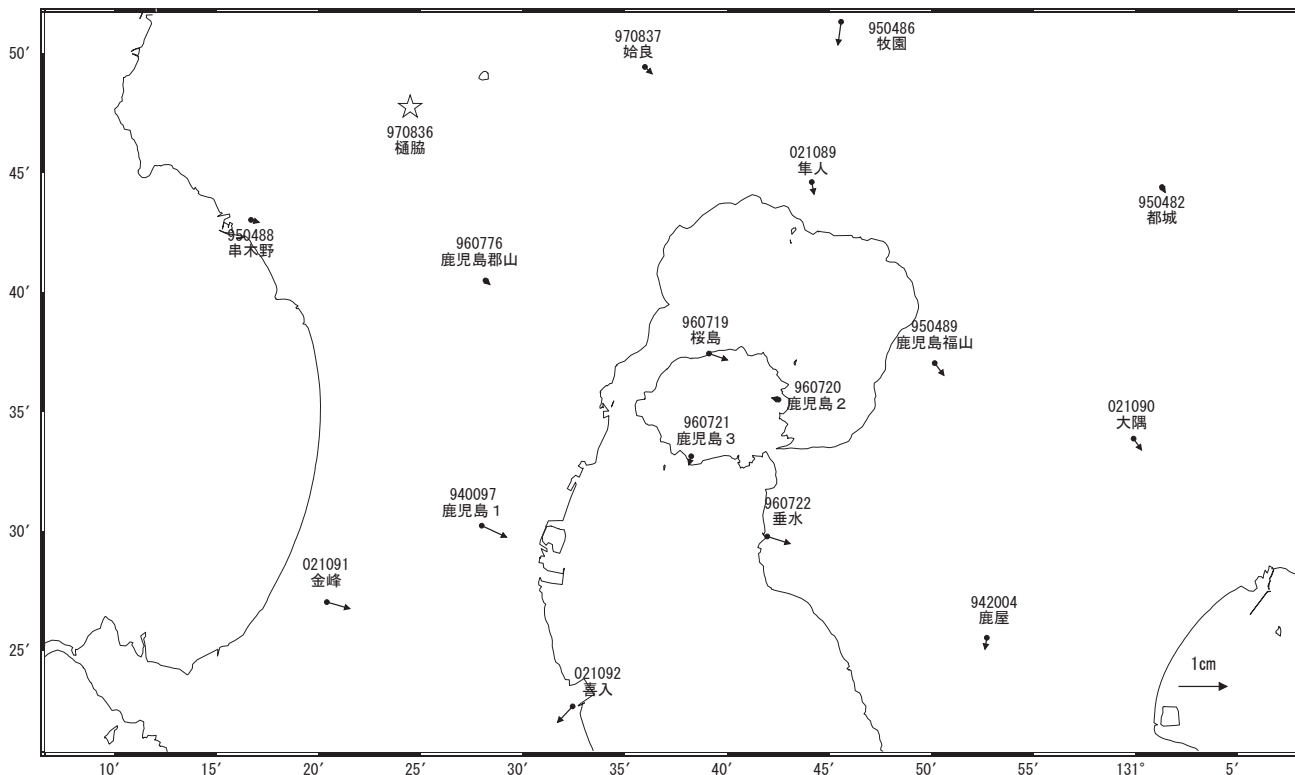 950486
牧園
970837
姶良
50′
970836
樋脇
021089
隼人
45′
950482
都城
950488
串木野
960776
鹿児島郡山
40′
960719
桜島
950489
鹿児島福山
960720
鹿児島2
35′
021090
大隅
960721
鹿児島3
940097
鹿児島1
960722
垂水
30′
021091
金峰
942004
鹿屋
25′
1cm
021092
喜入
10′ 15′ 20′ 25′ 30′ 35′ 40′ 45′ 50′ 55′ 131° 5′